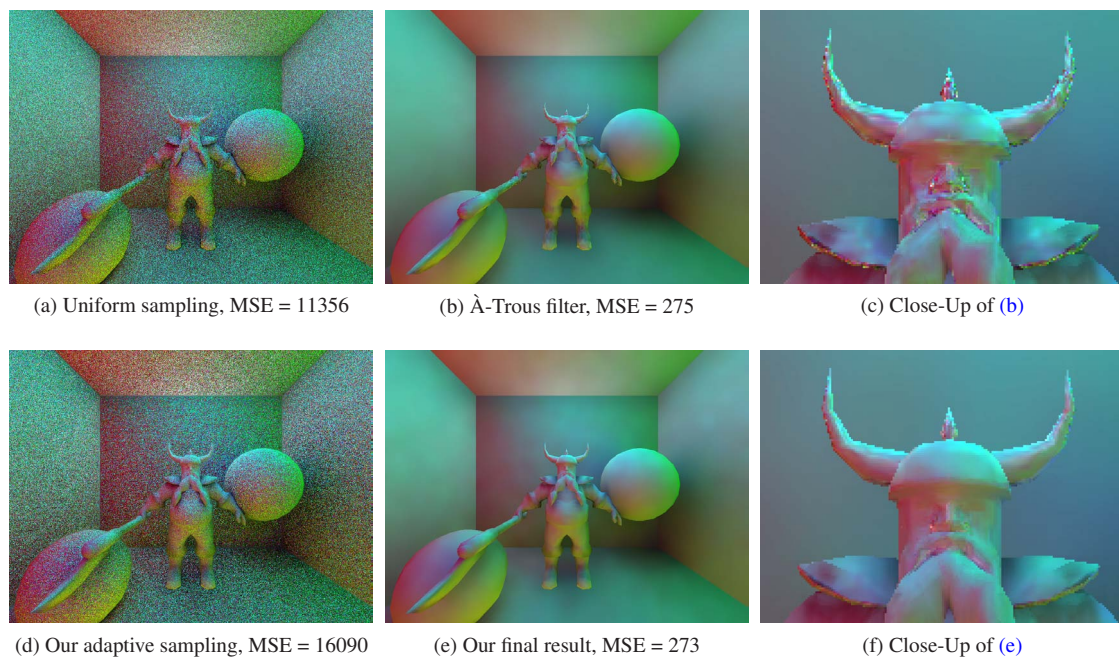 (a) Uniform sampling, MSE = 11356
(b) À-Trous filter, MSE = 275
(c) Close-Up of (b)
(d) Our adaptive sampling, MSE = 16090
(e) Our final result, MSE = 273
(f) Close-Up of (e)